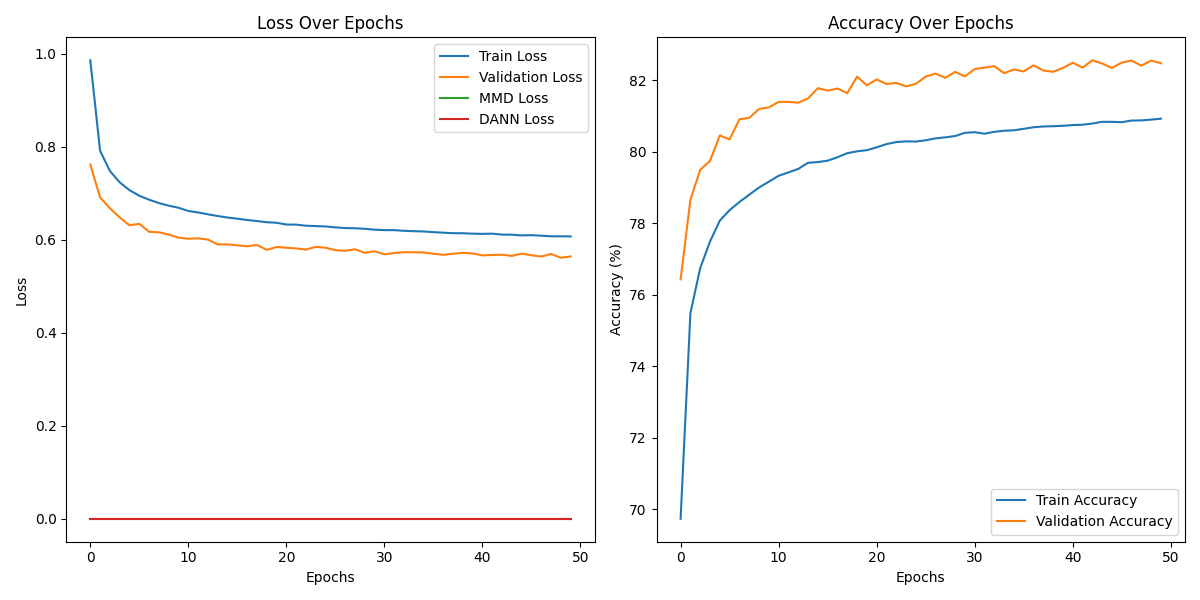 Loss Over Epochs
1.0
0.8
0.6
0.4
0.2
0.0
Loss
Train Loss
Validation Loss
MMD Loss
DANN Loss
0 10 20 30 40 50
Epochs
Accuracy Over Epochs
82
80
78
76
74
72
70
Accuracy (%)
Train Accuracy
Validation Accuracy
0 10 20 30 40 50
Epochs